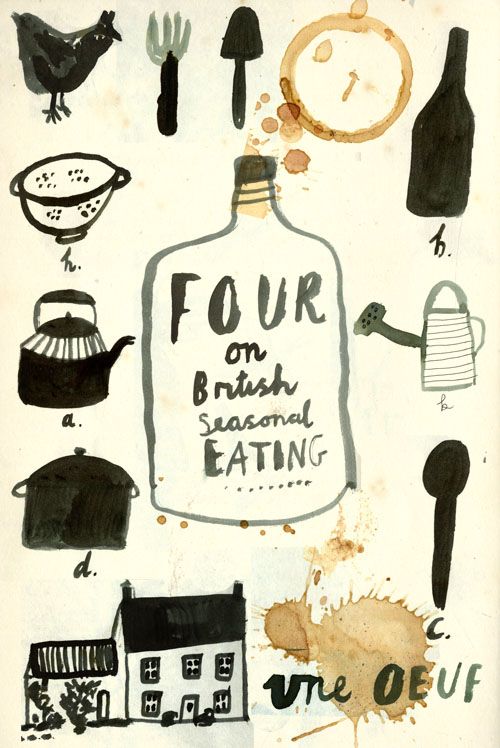 h.
b.
FOUR
on
British
seasonal
EATING
a.
b
d.
c.
une OEUF